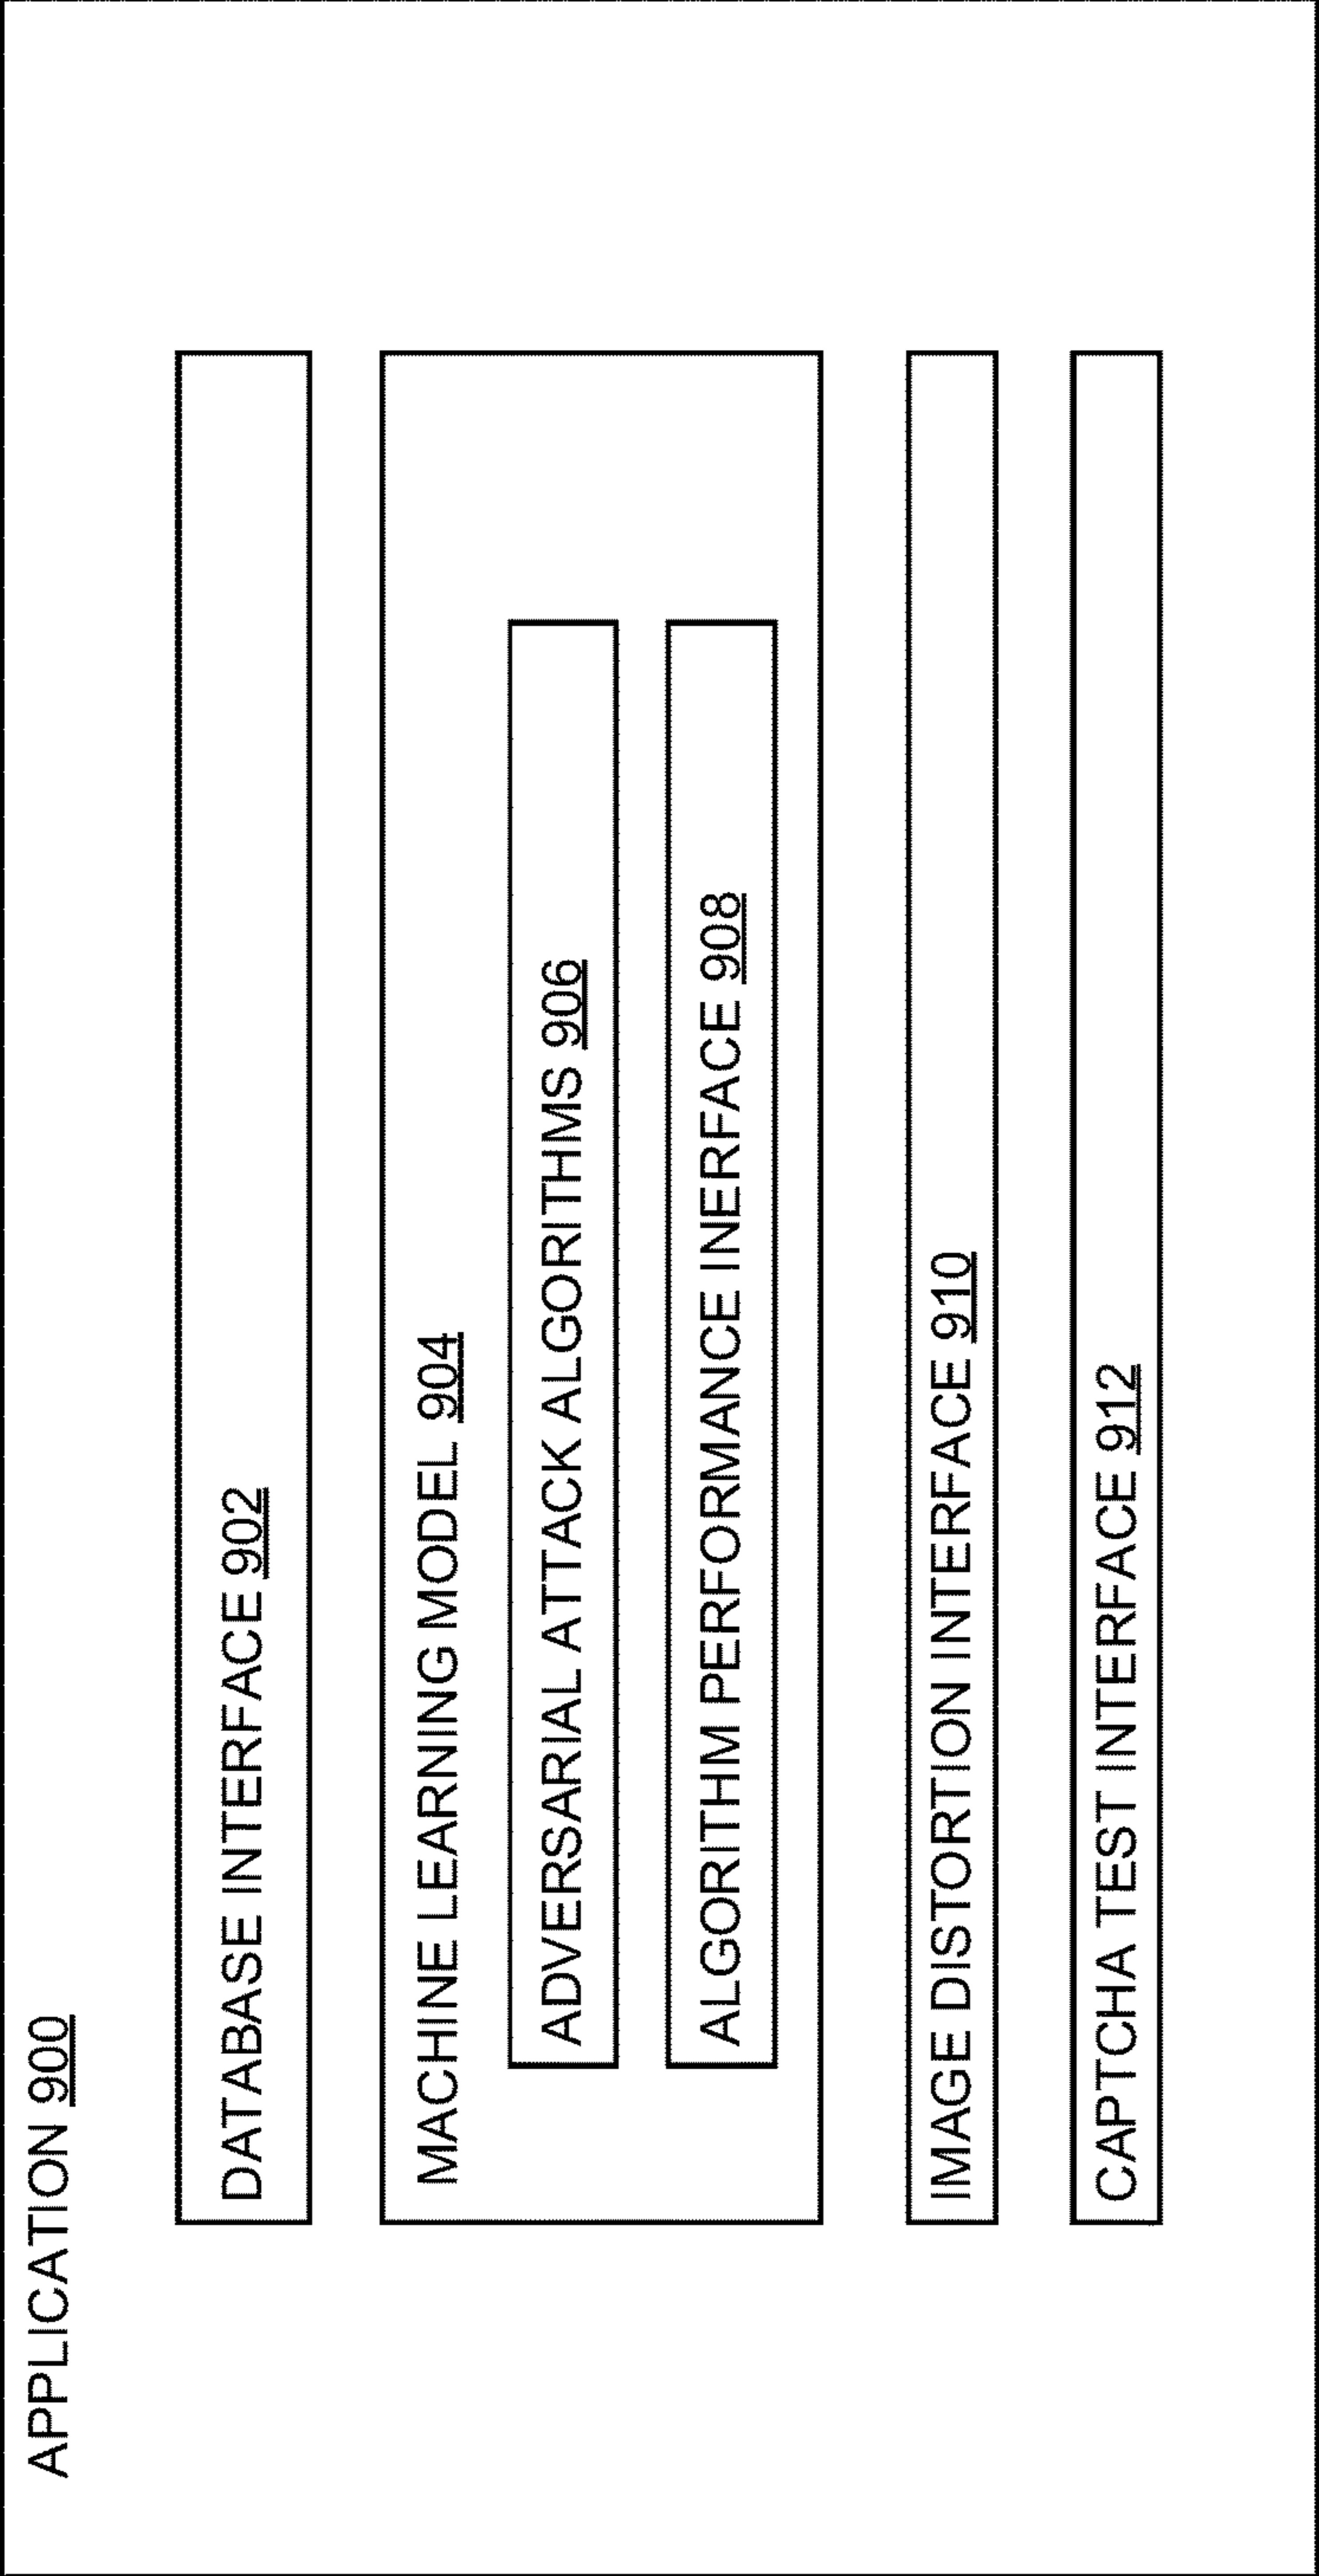 APPLICATION 900
DATABASE INTERFACE 902
MACHINE LEARNING MODEL 904
ADVERSARIAL ATTACK ALGORITHMS 906
ALGORITHM PERFORMANCE INERFACE 908
IMAGE DISTORTION INTERFACE 910
CAPTCHA TEST INTERFACE 912